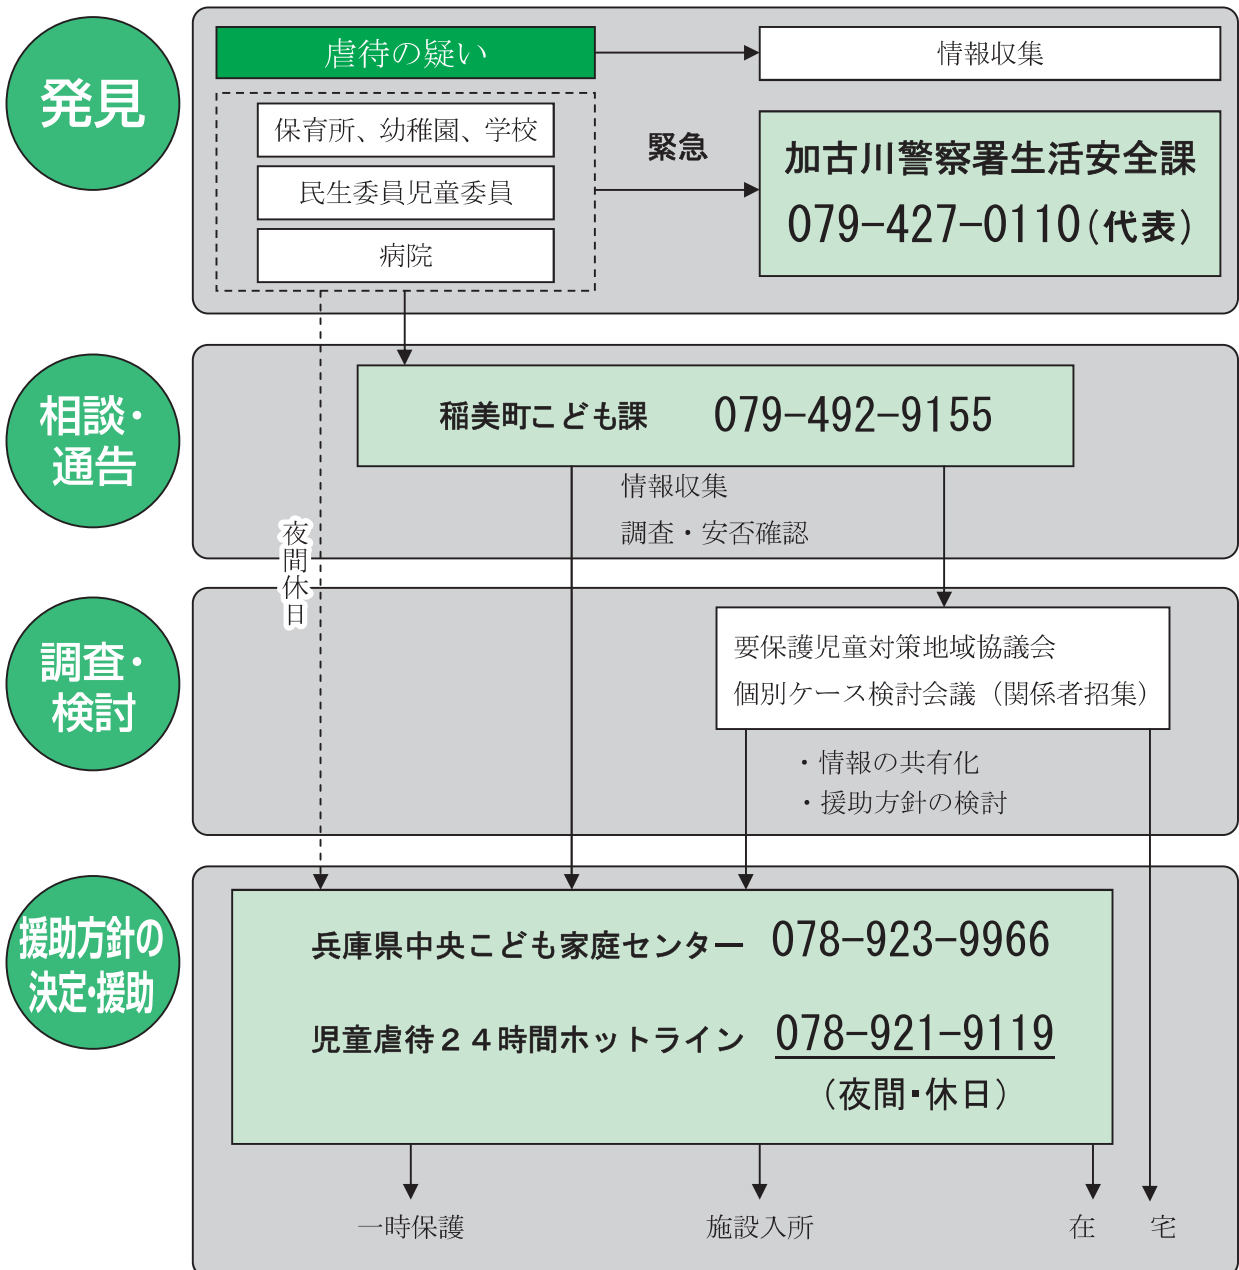 発見
虐待の疑い
情報収集
保育所、幼稚園、学校
民生委員児童委員
病院
緊急
加古川警察署生活安全課
079-427-0110(代表)
相談・
通告
稲美町こども課 079-492-9155
情報収集
調査・安否確認
夜間休日
調査・
検討
要保護児童対策地域協議会
個別ケース検討会議（関係者招集）
・情報の共有化
・援助方針の検討
援助方針の
決定・援助
兵庫県中央こども家庭センター 078-923-9966
児童虐待２４時間ホットライン 078-921-9119
（夜間・休日）
一時保護
施設入所
在 宅